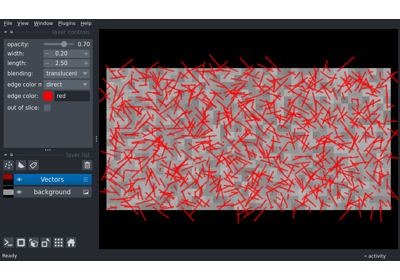 File View Window Plugins Help
layer controls
opacity: 0.70
width: 0.20
length: 2.50
blending: translucent
edge color m direct
edge color: red
out of slice:
layer list
Vectors
background
Ready
activity